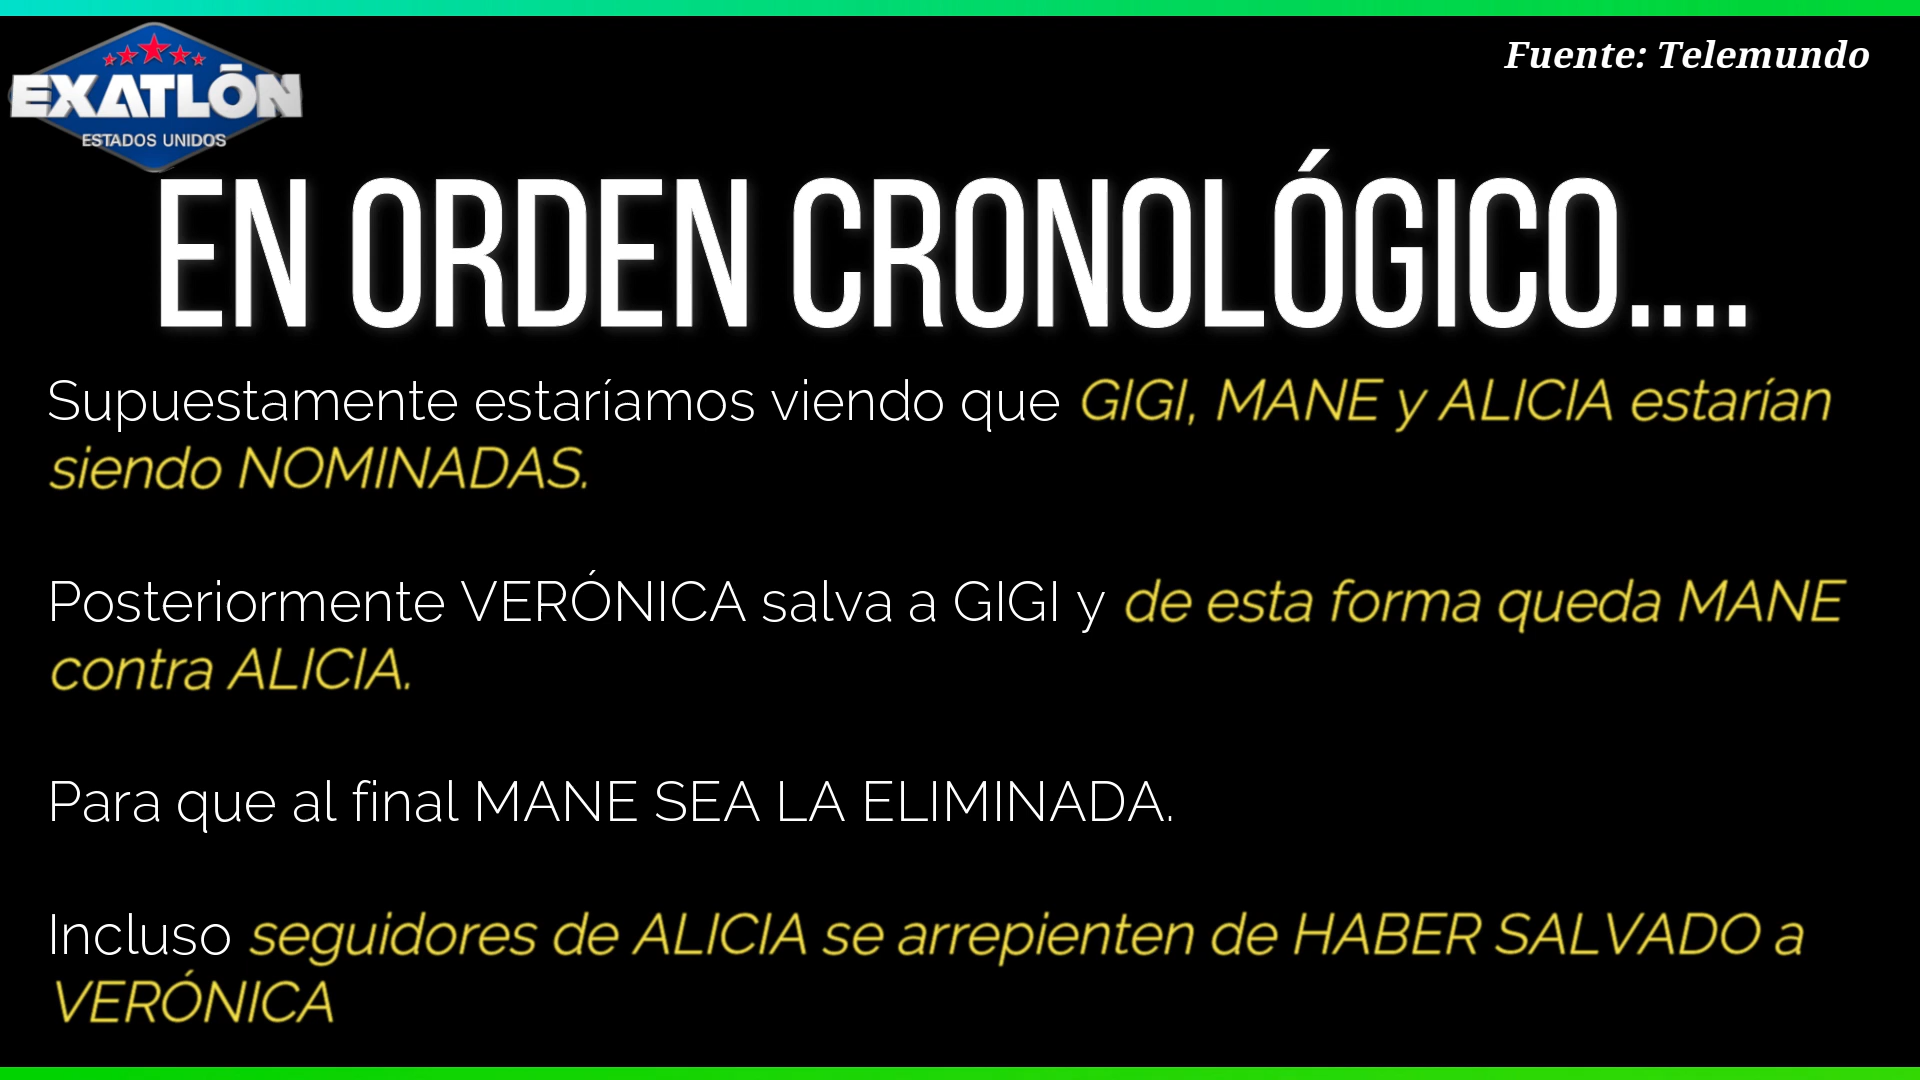 EXATLŌN
ESTADOS UNIDOS
Fuente: Telemundo
EN ORDEN CRONOLÓGICO....
Supuestamente estaríamos viendo que GIGI, MANE y ALICIA estarían
siendo NOMINADAS.
Posteriormente VERÓNICA salva a GIGI y de esta forma queda MANE
contra ALICIA.
Para que al final MANE SEA LA ELIMINADA.
Incluso seguidores de ALICIA se arrepienten de HABER SALVADO a
VERÓNICA